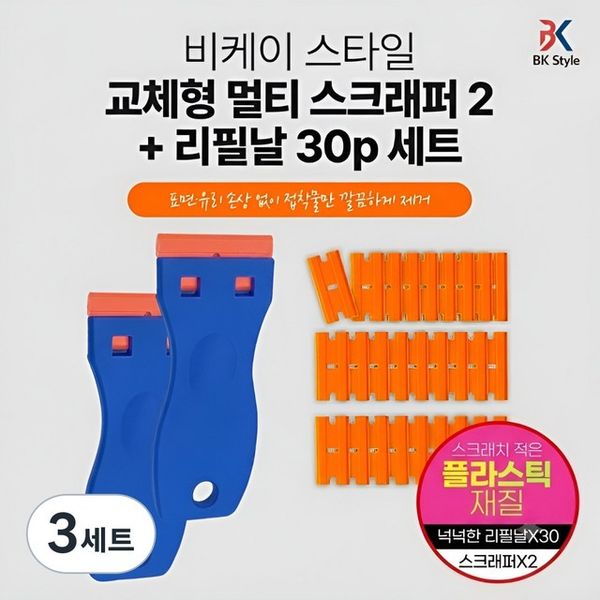 BK
BK Style
비케이 스타일
교체형 멀티 스크래퍼 2
+ 리필날 30p 세트
표면·유리 손상 없이 접착물만 깔끔하게 제거
스크래치 적은
플라스틱
재질
넉넉한 리필날X30
스크래퍼X2
3세트